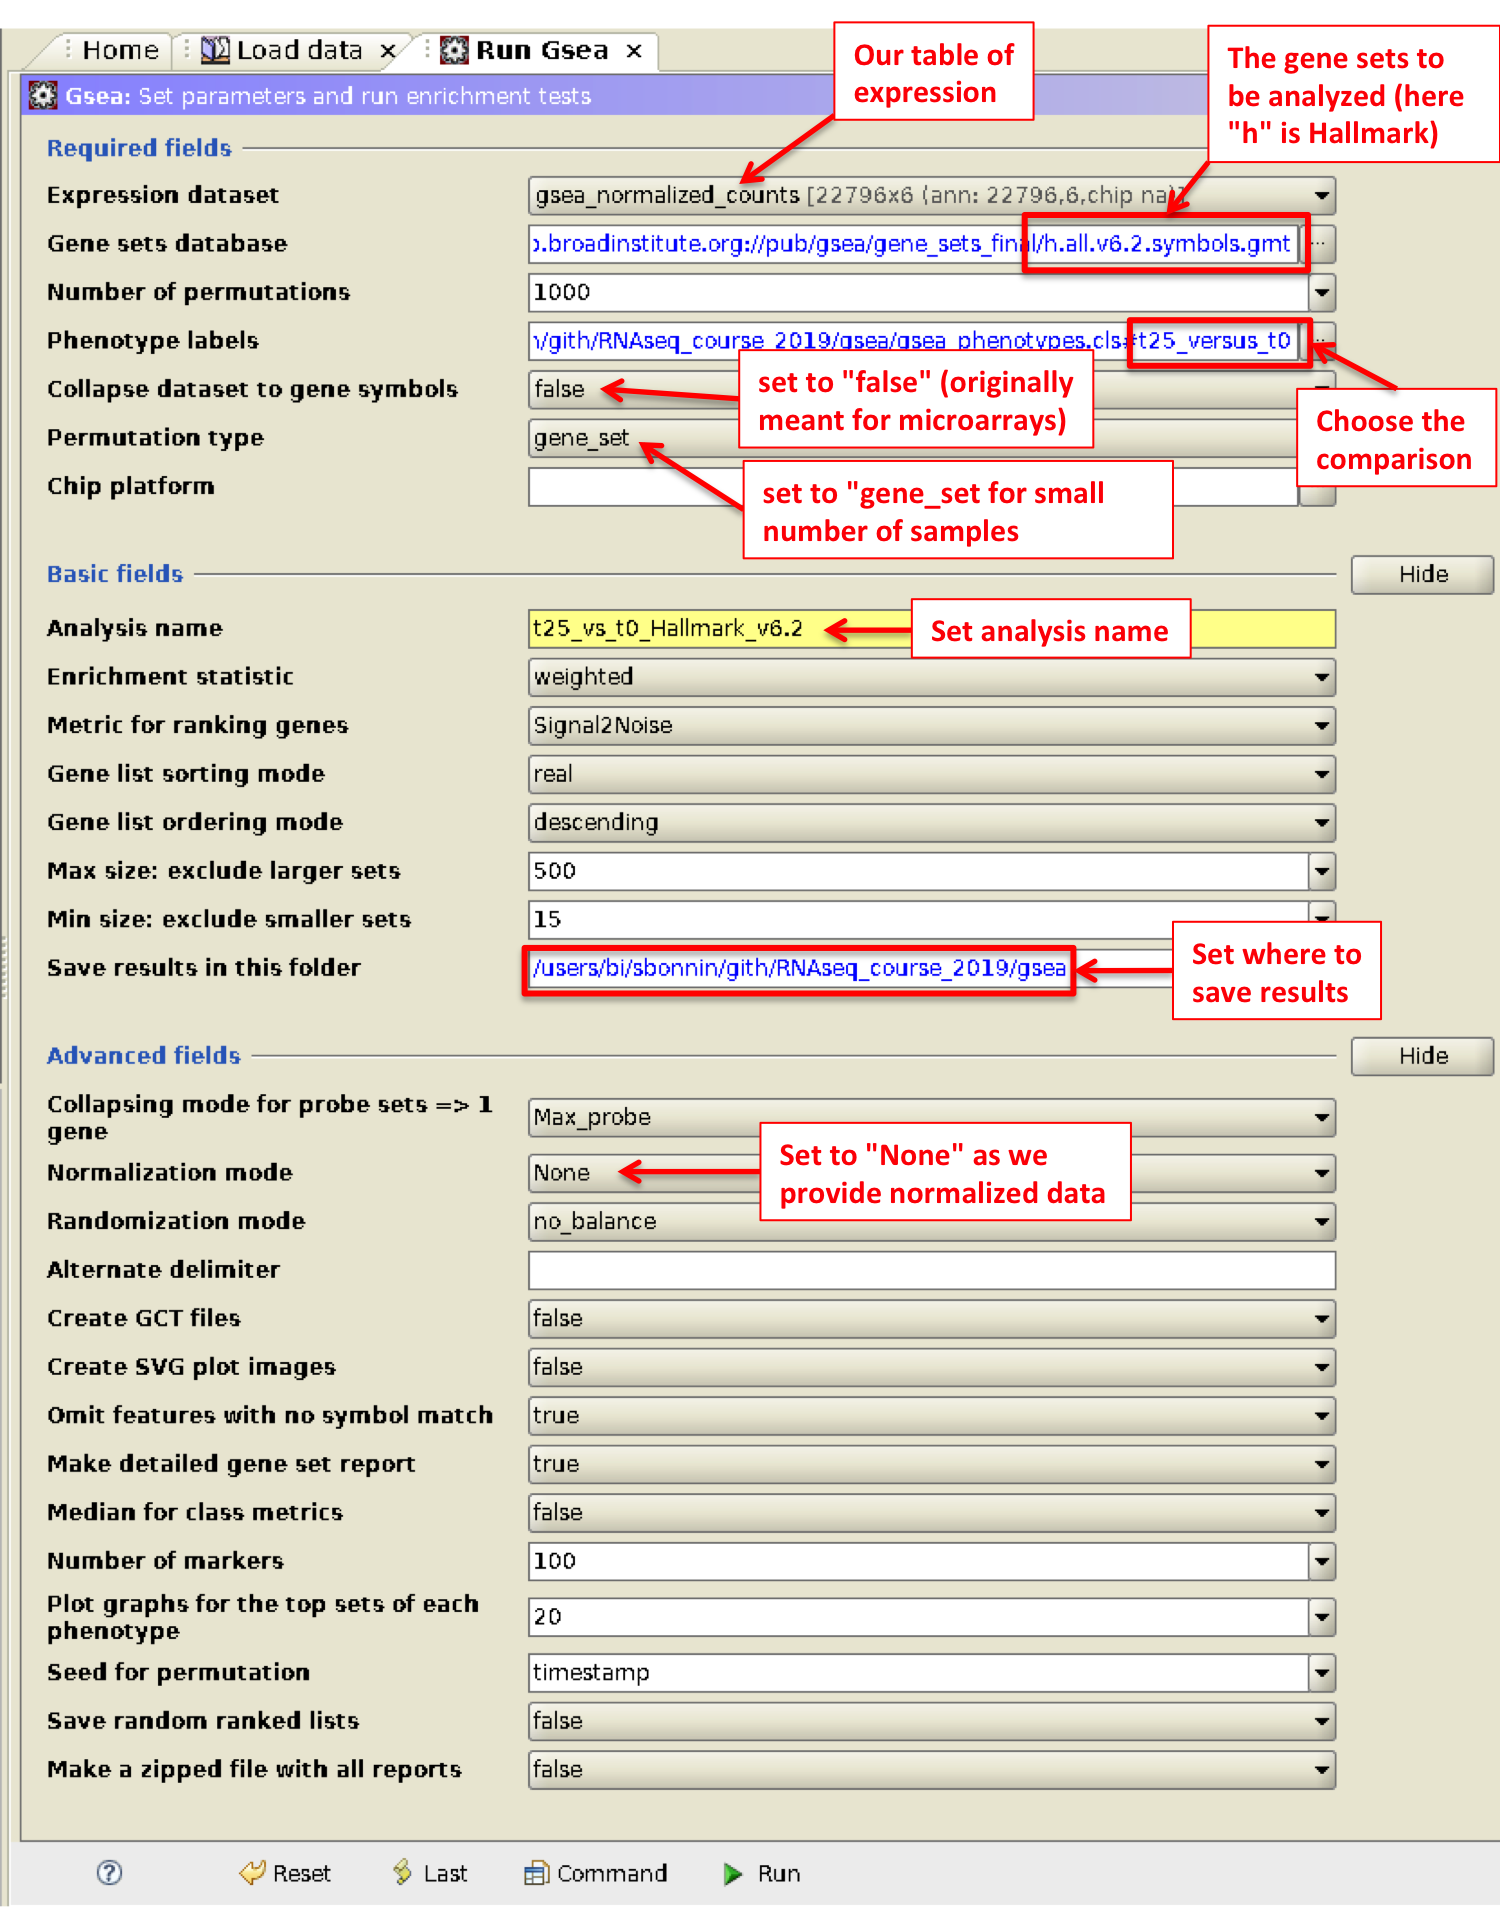 Home
Load data x
Run Gsea x
Our table of
expression
The gene sets to
be analyzed (here
"h" is Hallmark)
Gsea: Set parameters and run enrichment tests
Required fields
Expression dataset
gsea_normalized_counts [22796x6 (ann: 22796,6,chip na)]
Gene sets database
.broadinstitute.org://pub/gsea/gene_sets_final/h.all.v6.2.symbols.gmt ...
Number of permutations
1000
Phenotype labels
/gith/RNAseq_course_2019/gsea/gsea_phenotypes.cls#t25_versus_t0
Collapse dataset to gene symbols
false
set to "false" (originally
meant for microarrays)
Choose the
comparison
Permutation type
gene_set
set to "gene_set for small
number of samples
Chip platform
Basic fields
Hide
Analysis name
t25_vs_t0_Hallmark_v6.2
Set analysis name
Enrichment statistic
weighted
Metric for ranking genes
Signal2Noise
Gene list sorting mode
real
Gene list ordering mode
descending
Max size: exclude larger sets
500
Min size: exclude smaller sets
15
Save results in this folder
/users/bi/sbonnin/gith/RNAseq_course_2019/gsea
Set where to
save results
Advanced fields
Hide
Collapsing mode for probe sets => 1
gene
Max_probe
Normalization mode
None
Set to "None" as we
provide normalized data
Randomization mode
no_balance
Alternate delimiter
Create GCT files
false
Create SVG plot images
false
Omit features with no symbol match
true
Make detailed gene set report
true
Median for class metrics
false
Number of markers
100
Plot graphs for the top sets of each
phenotype
20
Seed for permutation
timestamp
Save random ranked lists
false
Make a zipped file with all reports
false
? Reset Last Command Run